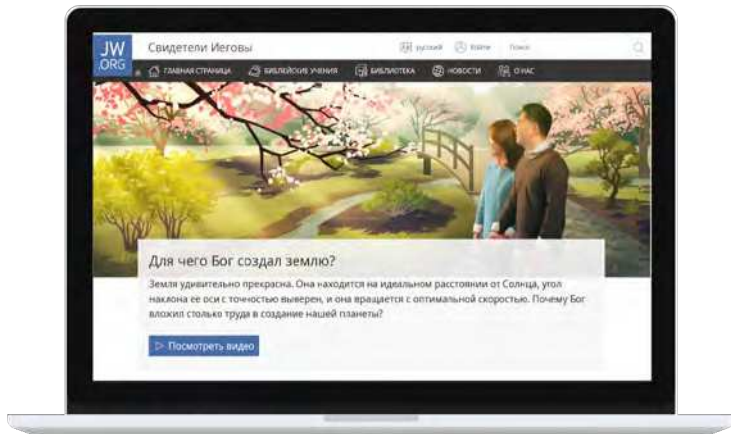 JW
.ORG
Свидетели Иеговы
русский Войти Поиск
ГЛАВНАЯ СТРАНИЦА БИБЛЕЙСКИЕ УЧЕНИЯ БИБЛИОТЕКА НОВОСТИ О НАС
Для чего Бог создал землю?
Земля удивительно прекрасна. Она находится на идеальном расстоянии от Солнца, угол
наклона ее оси с точностью выверен, и она вращается с оптимальной скоростью. Почему Бог
вложил столько труда в создание нашей планеты?
Посмотреть видео